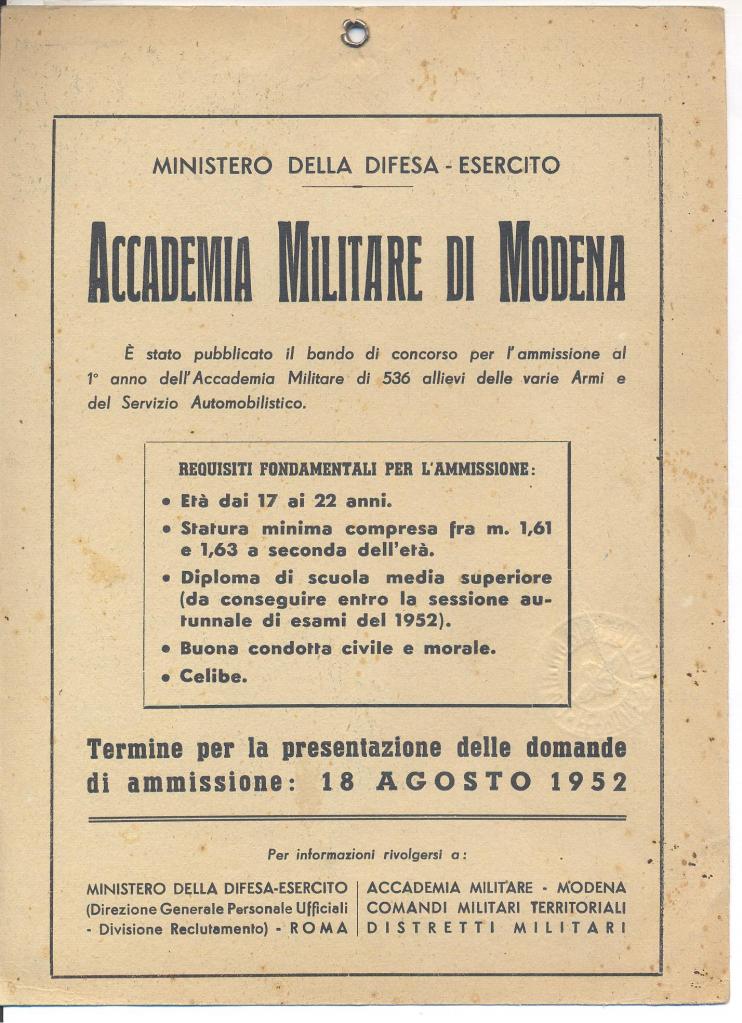 MINISTERO DELLA DIFESA - ESERCITO
ACCADEMIA MILITARE DI MODENA
È stato pubblicato il bando di concorso per l'ammissione al
1° anno dell'Accademia Militare di 536 allievi delle varie Armi e
del Servizio Automobilistico.
REQUISITI FONDAMENTALI PER L'AMMISSIONE:
• Età dai 17 ai 22 anni.
• Statura minima compresa fra m. 1,61
e 1,63 a seconda dell'età.
• Diploma di scuola media superiore
(da conseguire entro la sessione au-
tunnale di esami del 1952).
• Buona condotta civile e morale.
• Celibe.
Termine per la presentazione delle domande
di ammissione: 18 AGOSTO 1952
Per informazioni rivolgersi a:
MINISTERO DELLA DIFESA-ESERCITO
(Direzione Generale Personale Ufficiali
- Divisione Reclutamento) - ROMA
ACCADEMIA MILITARE - MODENA
COMANDI MILITARI TERRITORIALI
DISTRETTI MILITARI